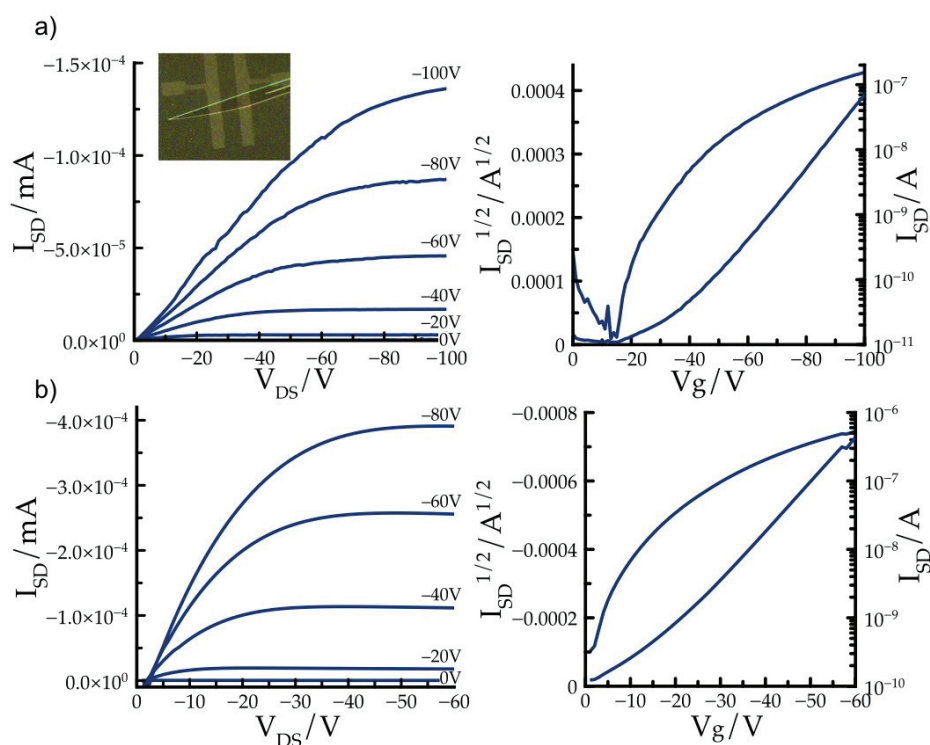 a)
−1.5×10⁻⁴
−1.0×10⁻⁴
−5.0×10⁻⁵
0.0×10⁰
I_SD/mA
−100V
−80V
−60V
−40V
−20V
0V
0 −20 −40 −60 −80 −100
V_DS/V
0.0004
0.0003
0.0002
0.0001
0
I_SD^1/2/A^1/2
10⁻⁷
10⁻⁸
10⁻⁹
10⁻¹⁰
10⁻¹¹
I_SD/A
0 −20 −40 −60 −80 −100
Vg/V
b)
−4.0×10⁻⁴
−3.0×10⁻⁴
−2.0×10⁻⁴
−1.0×10⁻⁴
0.0×10⁰
I_SD/mA
−80V
−60V
−40V
−20V
0V
0 −10 −20 −30 −40 −50 −60
V_DS/V
−0.0008
−0.0006
−0.0004
−0.0002
0
I_SD^1/2/A^1/2
10⁻⁶
10⁻⁷
10⁻⁸
10⁻⁹
10⁻¹⁰
I_SD/A
0 −10 −20 −30 −40 −50 −60
Vg/V